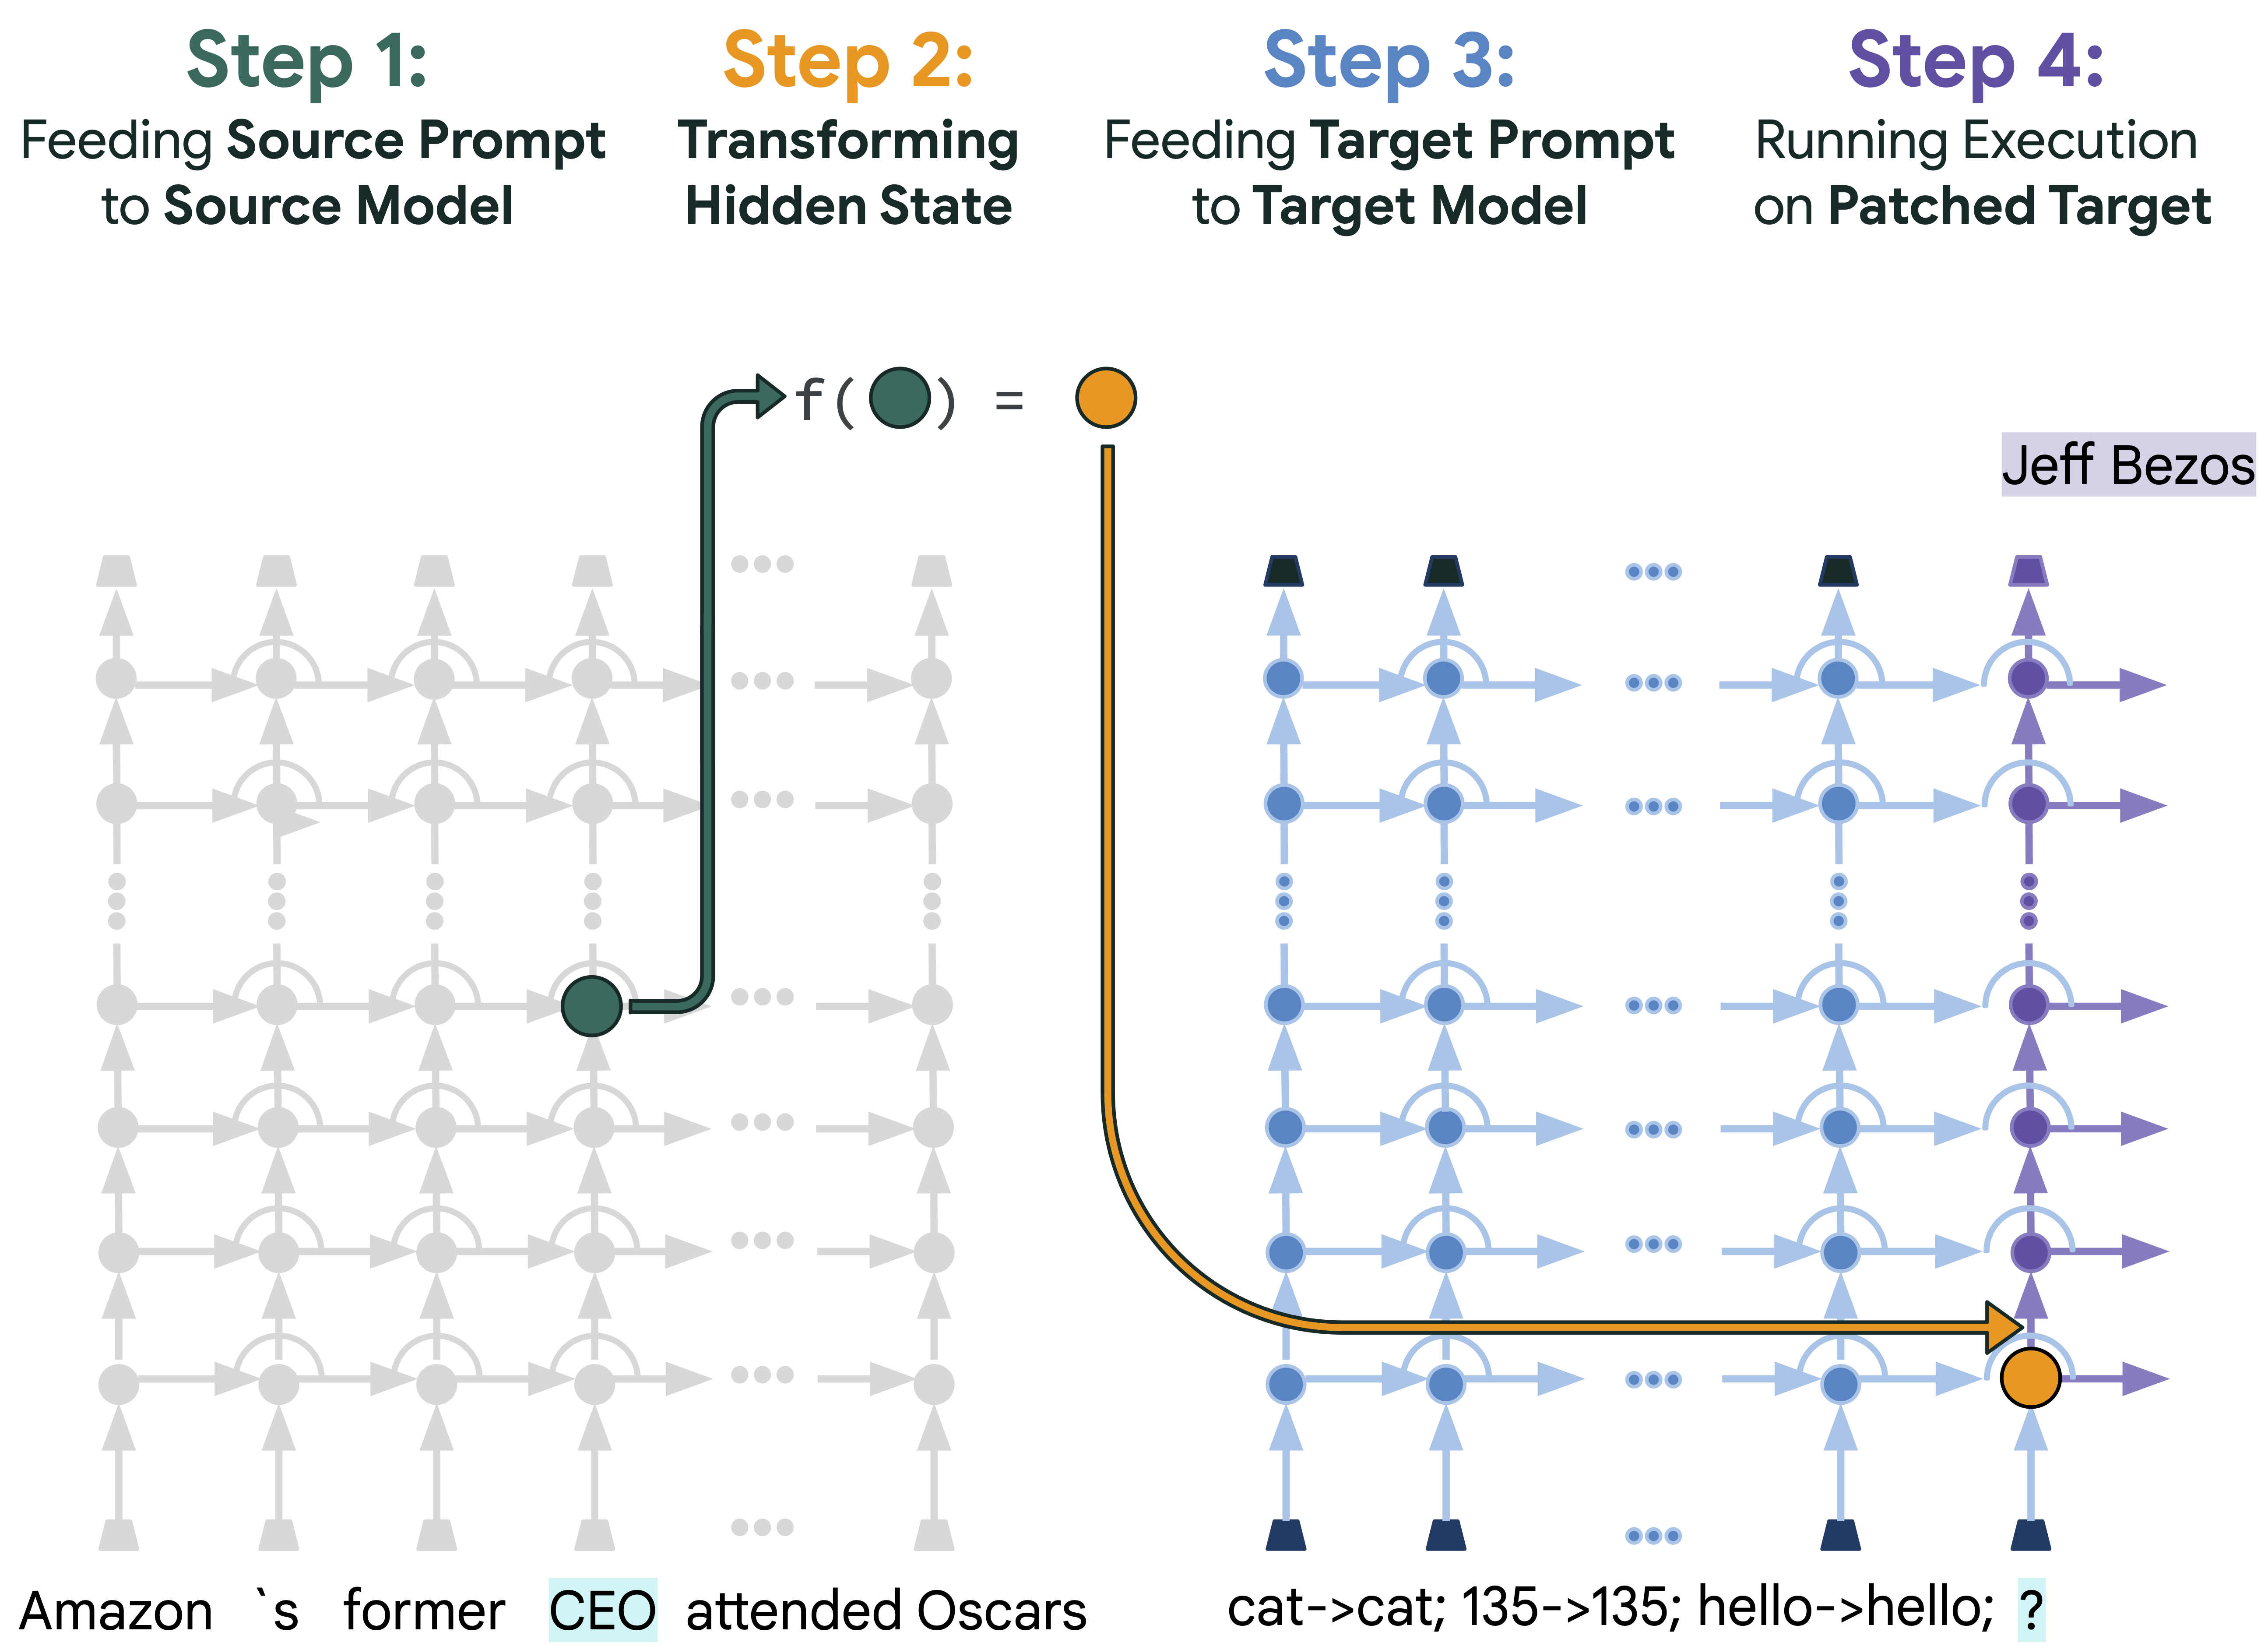 Step 1:
Feeding Source Prompt
to Source Model
Step 2:
Transforming
Hidden State
Step 3:
Feeding Target Prompt
to Target Model
Step 4:
Running Execution
on Patched Target
f( ) =
Jeff Bezos
Amazon `s former CEO attended Oscars
cat->cat; 135->135; hello->hello; ?